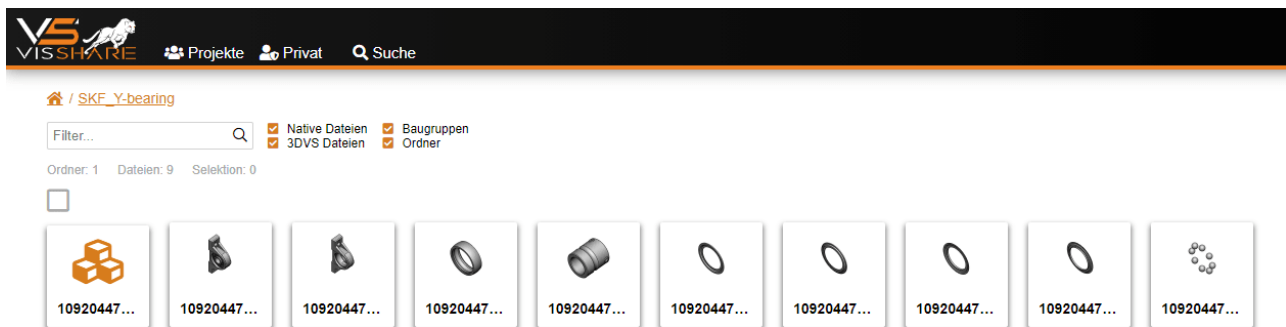 VS
VISSHARE
Projekte Privat Suche
/ SKF_Y-bearing
Filter...
Native Dateien Baugruppen
3DVS Dateien Ordner
Ordner: 1 Dateien: 9 Selektion: 0
10920447... 10920447... 10920447... 10920447... 10920447... 10920447... 10920447... 10920447... 10920447... 10920447...